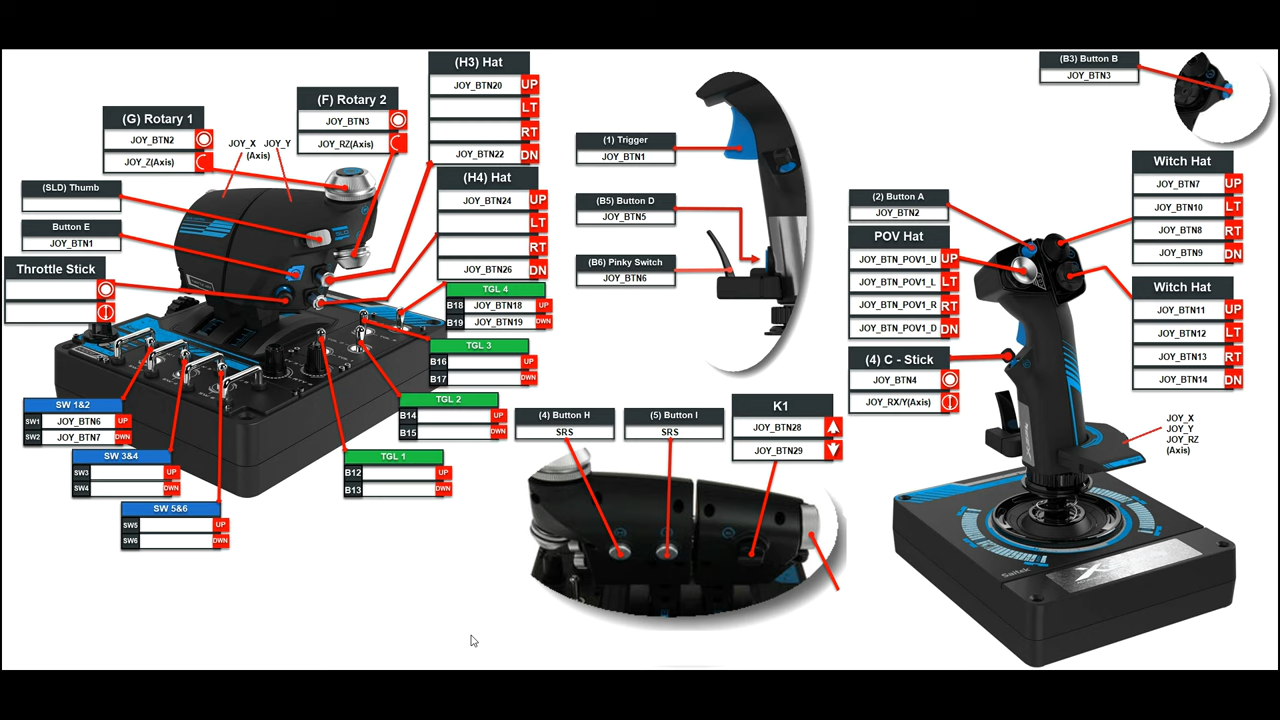 (G) Rotary 1
JOY_BTN2
JOY_Z(Axis)
JOY_X JOY_Y
(Axis)
(F) Rotary 2
JOY_BTN3
JOY_RZ(Axis)
(H3) Hat
JOY_BTN20 UP
LT
RT
JOY_BTN22 DN
(H4) Hat
JOY_BTN24 UP
LT
RT
JOY_BTN26 DN
(SLD) Thumb
Button E
JOY_BTN1
Throttle Stick
TGL 4
B18 JOY_BTN18 UP
B19 JOY_BTN19 DWN
TGL 3
B16 UP
B17 DWN
TGL 2
B14 UP
B15 DWN
TGL 1
B12 UP
B13 DWN
SW 1&2
SW1 JOY_BTN6 UP
SW2 JOY_BTN7 DWN
SW 3&4
SW3 UP
SW4 DWN
SW 5&6
SW5 UP
SW6 DWN
(1) Trigger
JOY_BTN1
(B5) Button D
JOY_BTN5
(B6) Pinky Switch
JOY_BTN6
(4) Button H
SRS
(5) Button I
SRS
K1
JOY_BTN28
JOY_BTN29
(B3) Button B
JOY_BTN3
(2) Button A
JOY_BTN2
POV Hat
JOY_BTN_POV1_U UP
JOY_BTN_POV1_L LT
JOY_BTN_POV1_R RT
JOY_BTN_POV1_D DN
(4) C - Stick
JOY_BTN4
JOY_RX/Y(Axis)
Witch Hat
JOY_BTN7 UP
JOY_BTN10 LT
JOY_BTN8 RT
JOY_BTN9 DN
Witch Hat
JOY_BTN11 UP
JOY_BTN12 LT
JOY_BTN13 RT
JOY_BTN14 DN
JOY_X
JOY_Y
JOY_RZ
(Axis)
Saitek
X